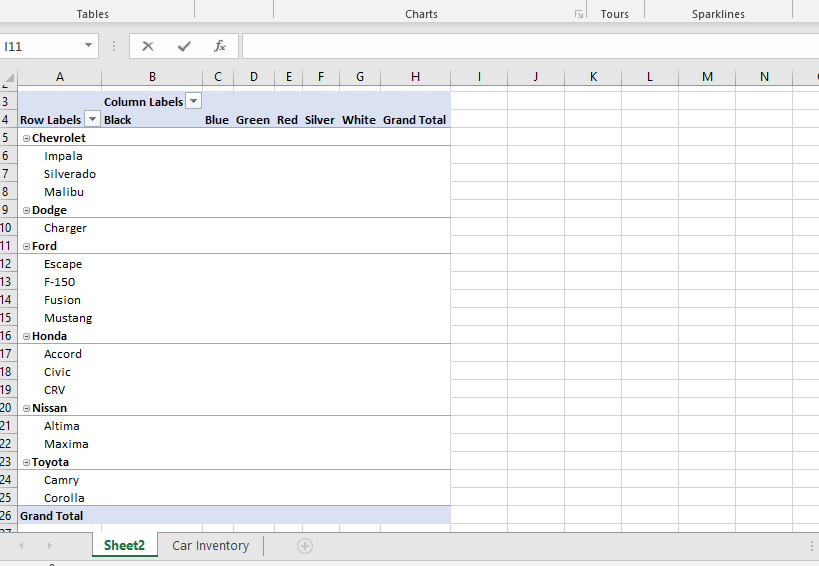 Tables Charts Tours Sparklines
I11 fx
A B C D E F G H I J K L M N
3 Column Labels
4 Row Labels Black Blue Green Red Silver White Grand Total
5 Chevrolet
6 Impala
7 Silverado
8 Malibu
9 Dodge
10 Charger
11 Ford
12 Escape
13 F-150
14 Fusion
15 Mustang
16 Honda
17 Accord
18 Civic
19 CRV
20 Nissan
21 Altima
22 Maxima
23 Toyota
24 Camry
25 Corolla
26 Grand Total
Sheet2 Car Inventory